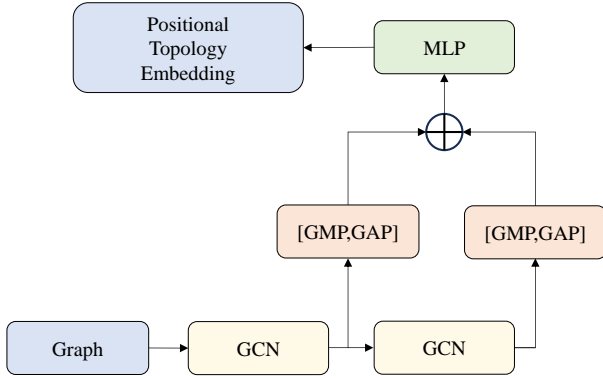 Positional
Topology
Embedding
MLP
[GMP,GAP]
[GMP,GAP]
Graph
GCN
GCN